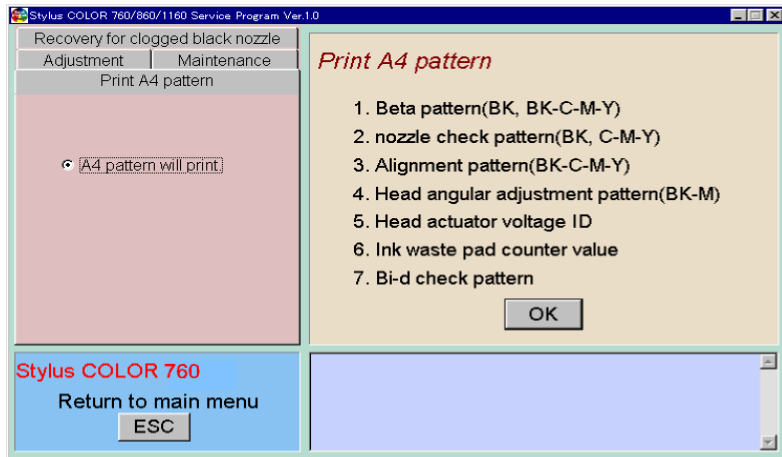 Stylus COLOR 760/860/1160 Service Program Ver.1.0
Recovery for clogged black nozzle
Adjustment Maintenance
Print A4 pattern
A4 pattern will print
Print A4 pattern
1. Beta pattern(BK, BK-C-M-Y)
2. nozzle check pattern(BK, C-M-Y)
3. Alignment pattern(BK-C-M-Y)
4. Head angular adjustment pattern(BK-M)
5. Head actuator voltage ID
6. Ink waste pad counter value
7. Bi-d check pattern
OK
Stylus COLOR 760
Return to main menu
ESC